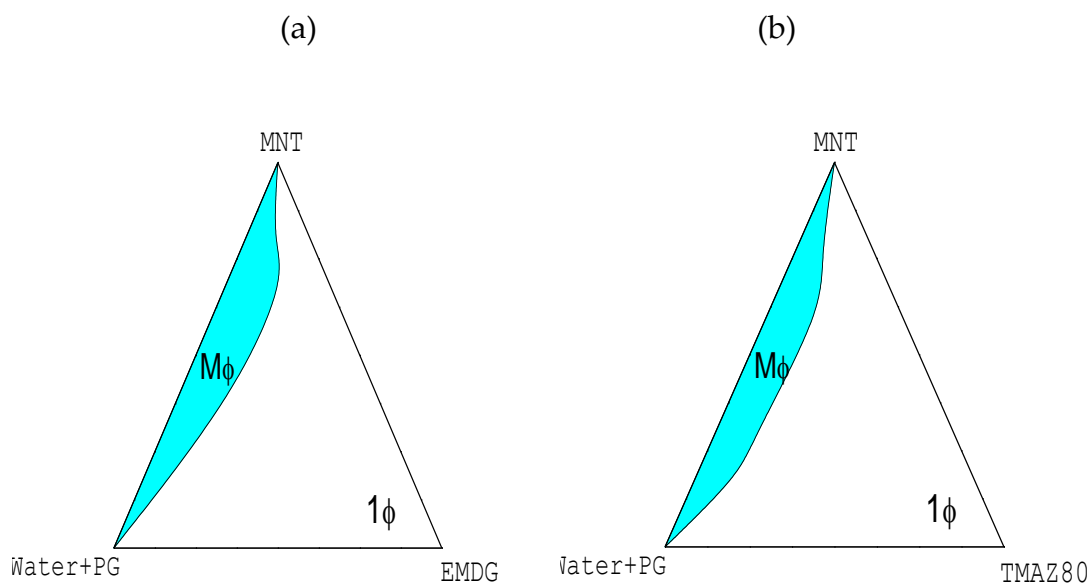 (a) (b)
MNT MNT
Mϕ Mϕ
1ϕ 1ϕ
Water+PG EMDG Water+PG TMAZ80